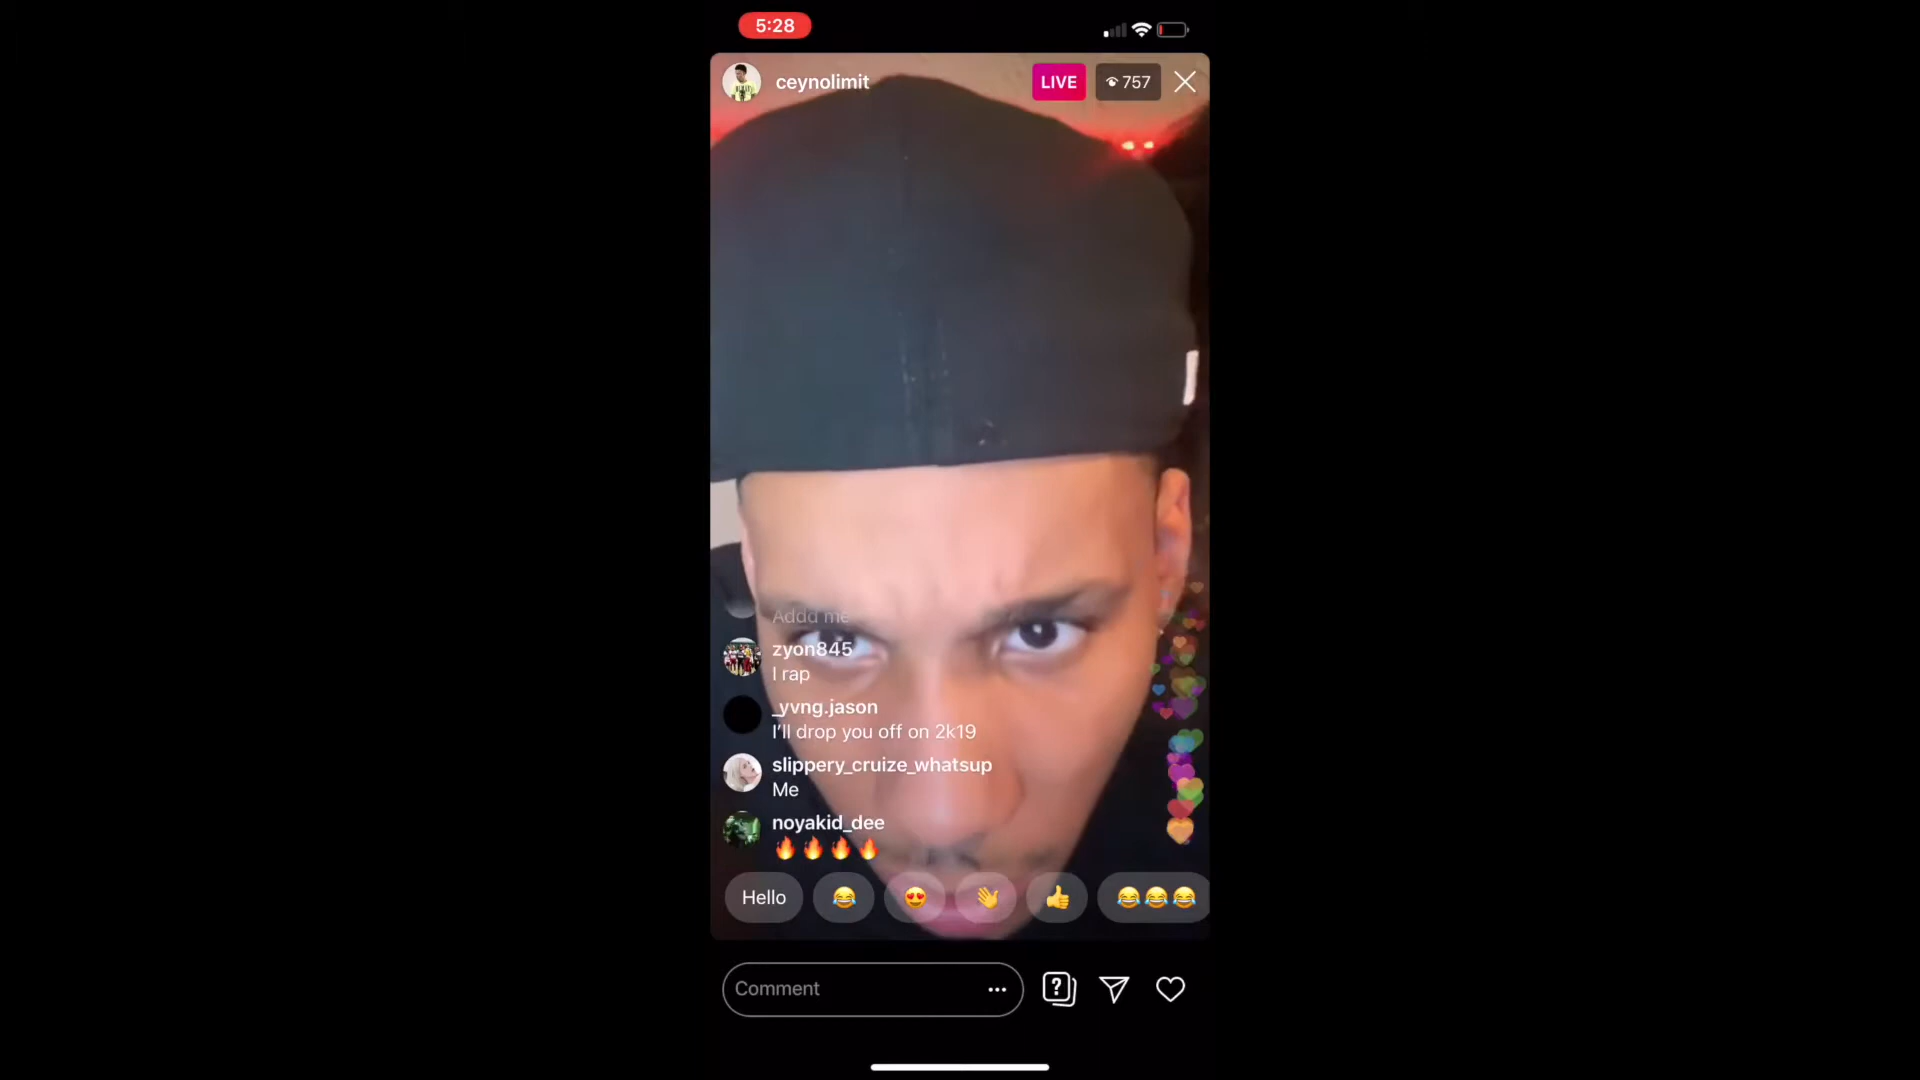 5:28
ceynolimit
LIVE
757
Addd me
zyon845
I rap
_yvng.jason
I'll drop you off on 2k19
slippery_cruize_whatsup
Me
noyakid_dee
🔥🔥🔥🔥
Hello
😂
😍
👋
👍
😂😂😂
Comment